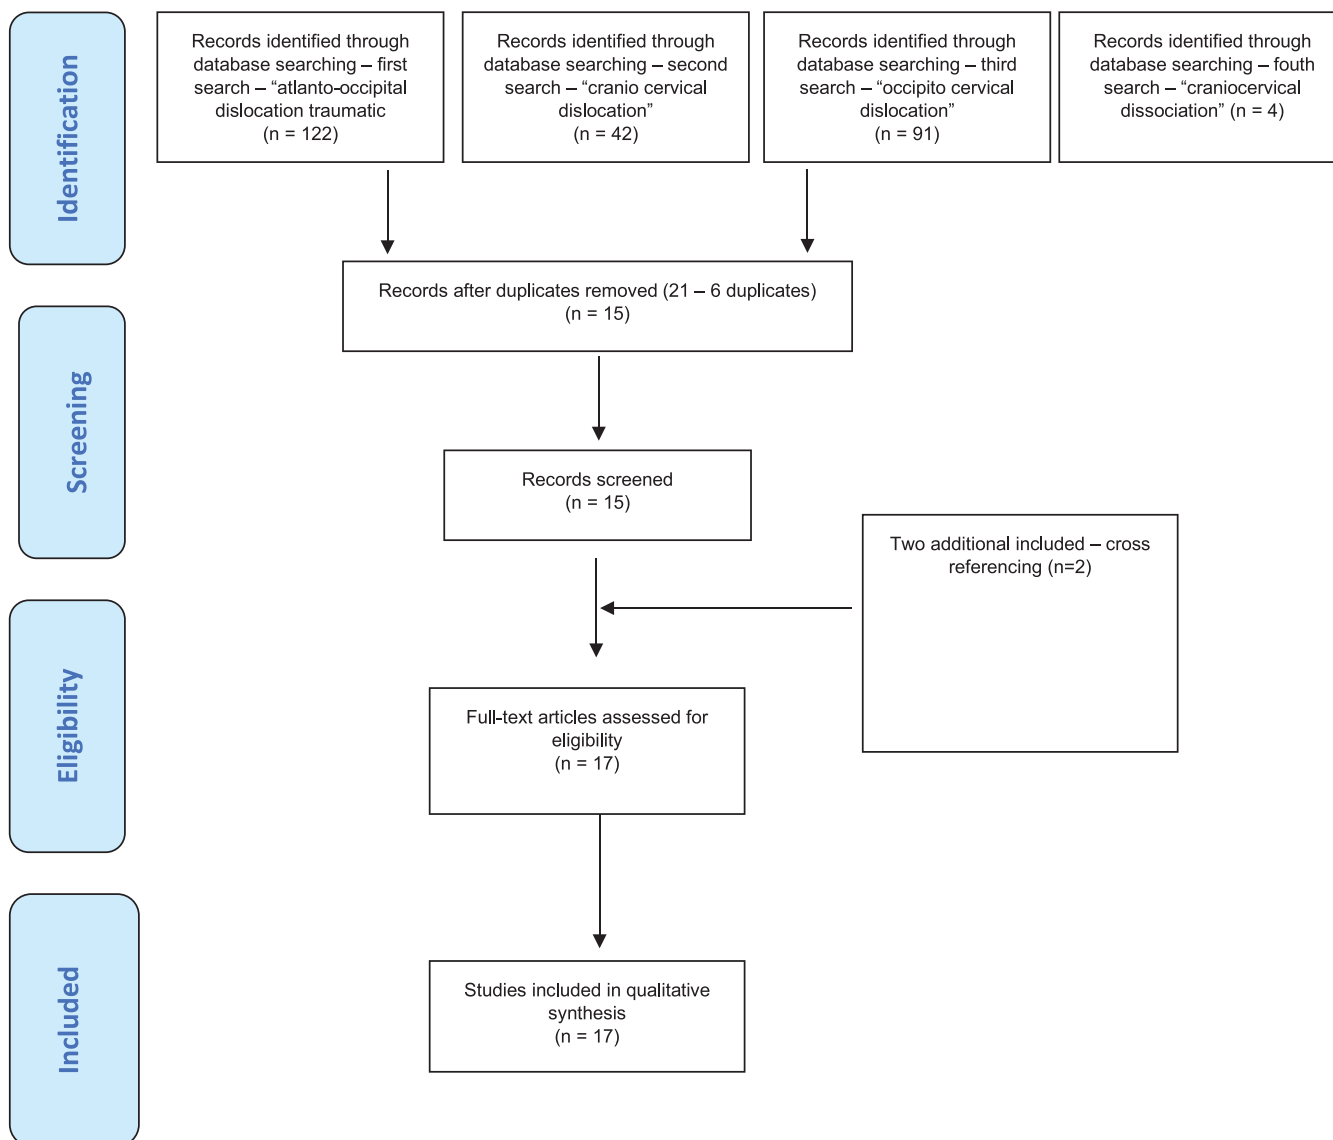 Identification
Records identified through
database searching – first
search – “atlanto-occipital
dislocation traumatic
(n = 122)
Records identified through
database searching – second
search – “cranio cervical
dislocation”
(n = 42)
Records identified through
database searching – third
search – “occipito cervical
dislocation”
(n = 91)
Records identified through
database searching – fouth
search – “craniocervical
dissociation” (n = 4)
Records after duplicates removed (21 – 6 duplicates)
(n = 15)
Screening
Records screened
(n = 15)
Two additional included – cross
referencing (n=2)
Eligibility
Full-text articles assessed for
eligibility
(n = 17)
Included
Studies included in qualitative
synthesis
(n = 17)